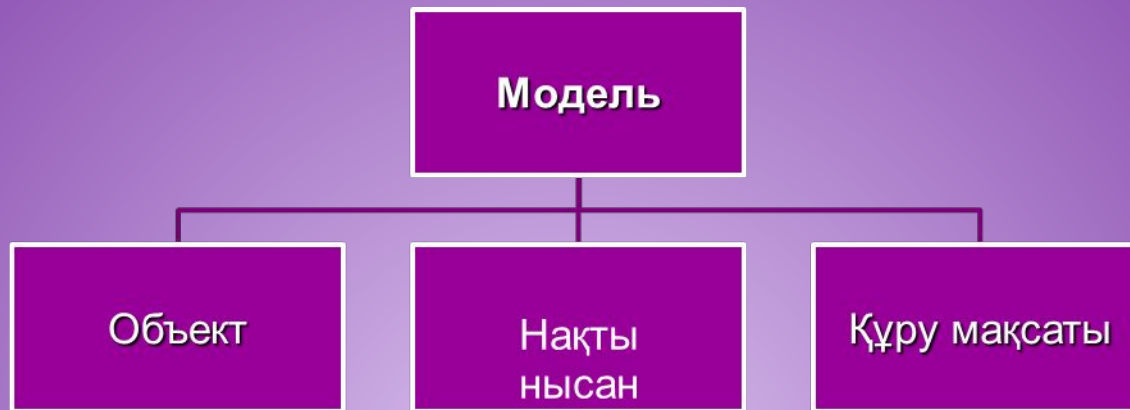 Модель
Объект
Нақты
нысан
Құру мақсаты